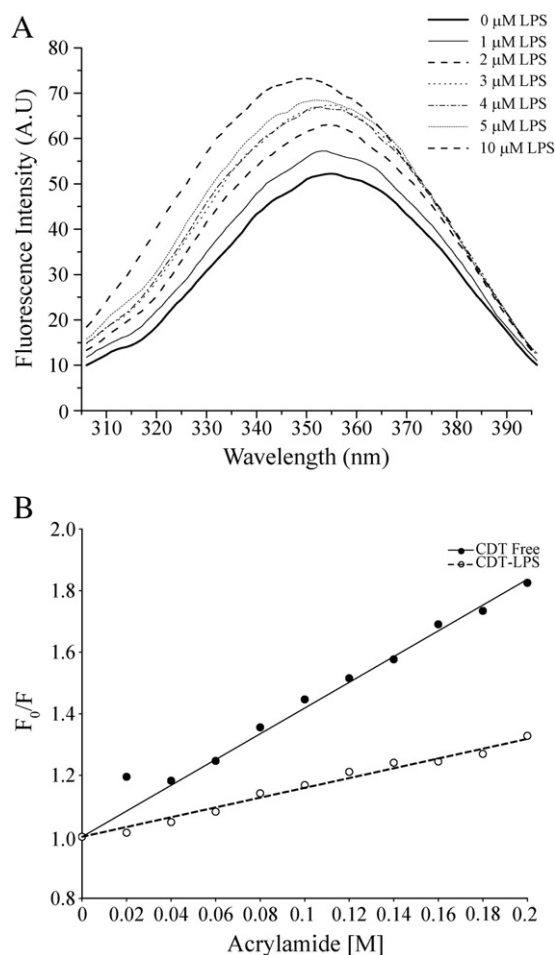 A
0 μM LPS
1 μM LPS
2 μM LPS
3 μM LPS
4 μM LPS
5 μM LPS
10 μM LPS
Fluorescence Intensity (A.U)
80
70
60
50
40
30
20
10
0
310 320 330 340 350 360 370 380 390
Wavelength (nm)
B
CDT Free
CDT-LPS
F0/F
2.0
1.8
1.6
1.4
1.2
1.0
0.8
0 0.02 0.04 0.06 0.08 0.1 0.12 0.14 0.16 0.18 0.2
Acrylamide [M]